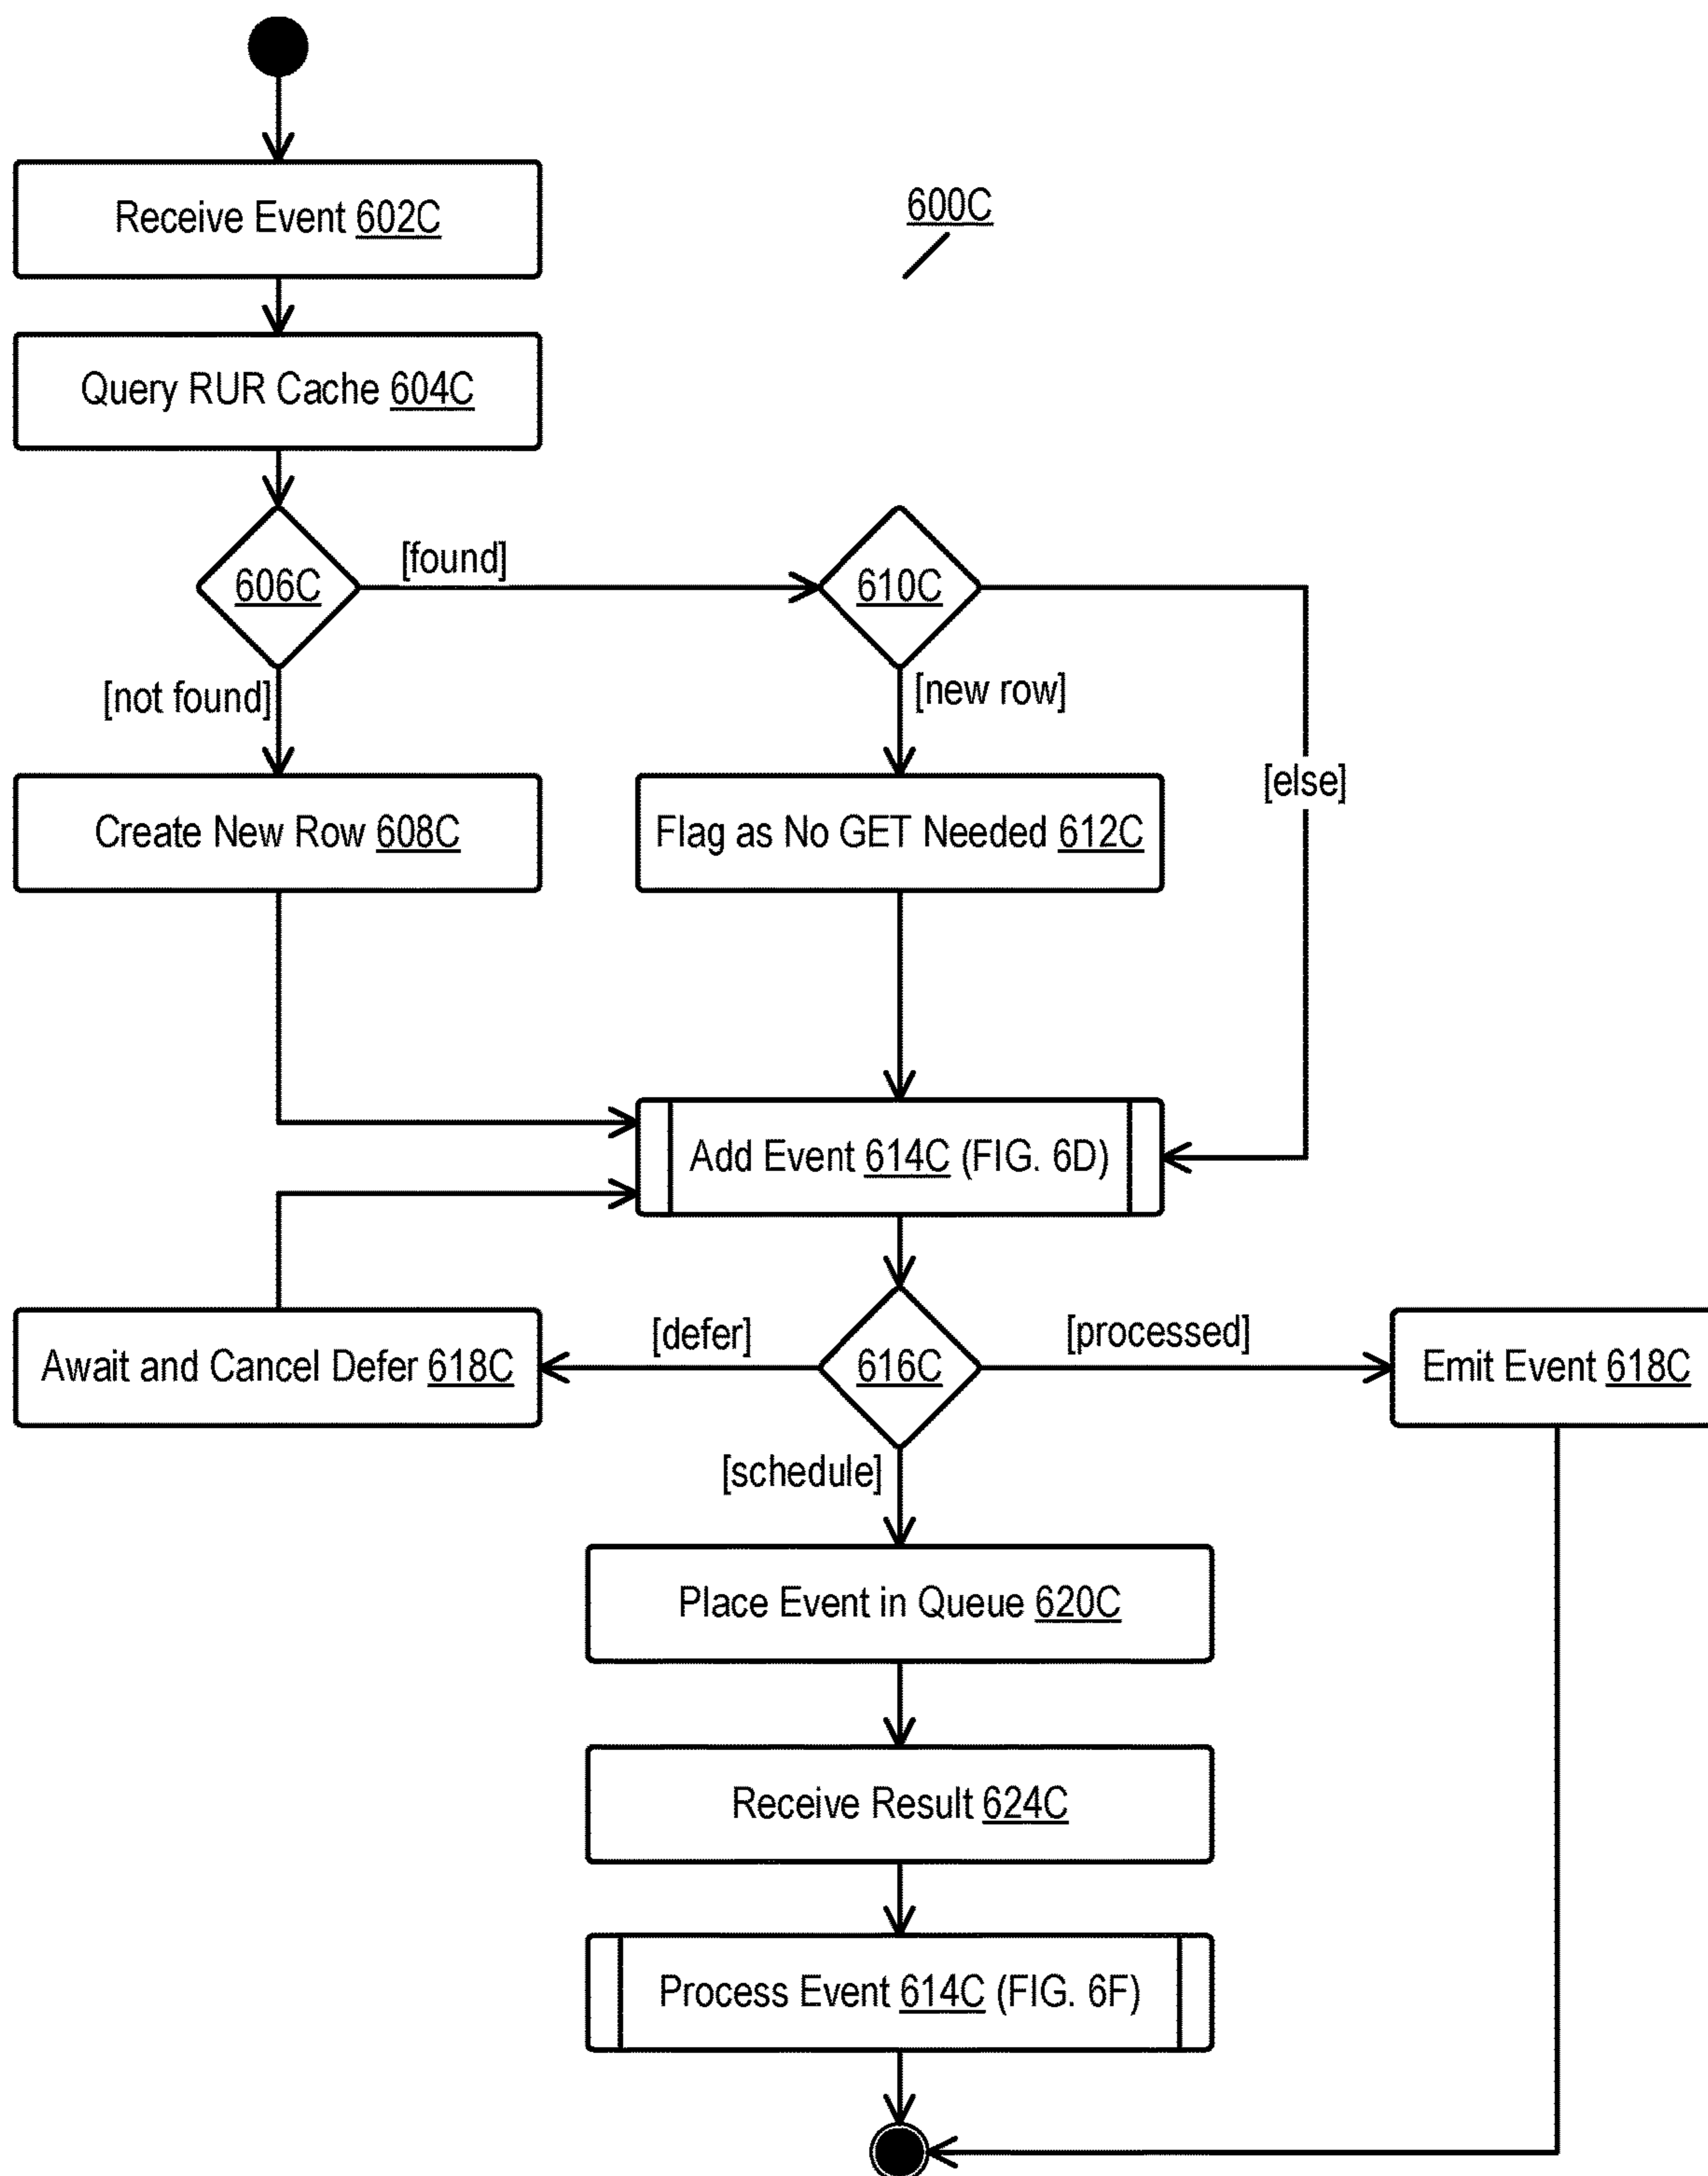 Receive Event 602C
600C
Query RUR Cache 604C
[found]
606C
610C
[not found]
[new row]
[else]
Create New Row 608C
Flag as No GET Needed 612C
Add Event 614C (FIG. 6D)
[defer]
[processed]
Await and Cancel Defer 618C
616C
Emit Event 618C
[schedule]
Place Event in Queue 620C
Receive Result 624C
Process Event 614C (FIG. 6F)